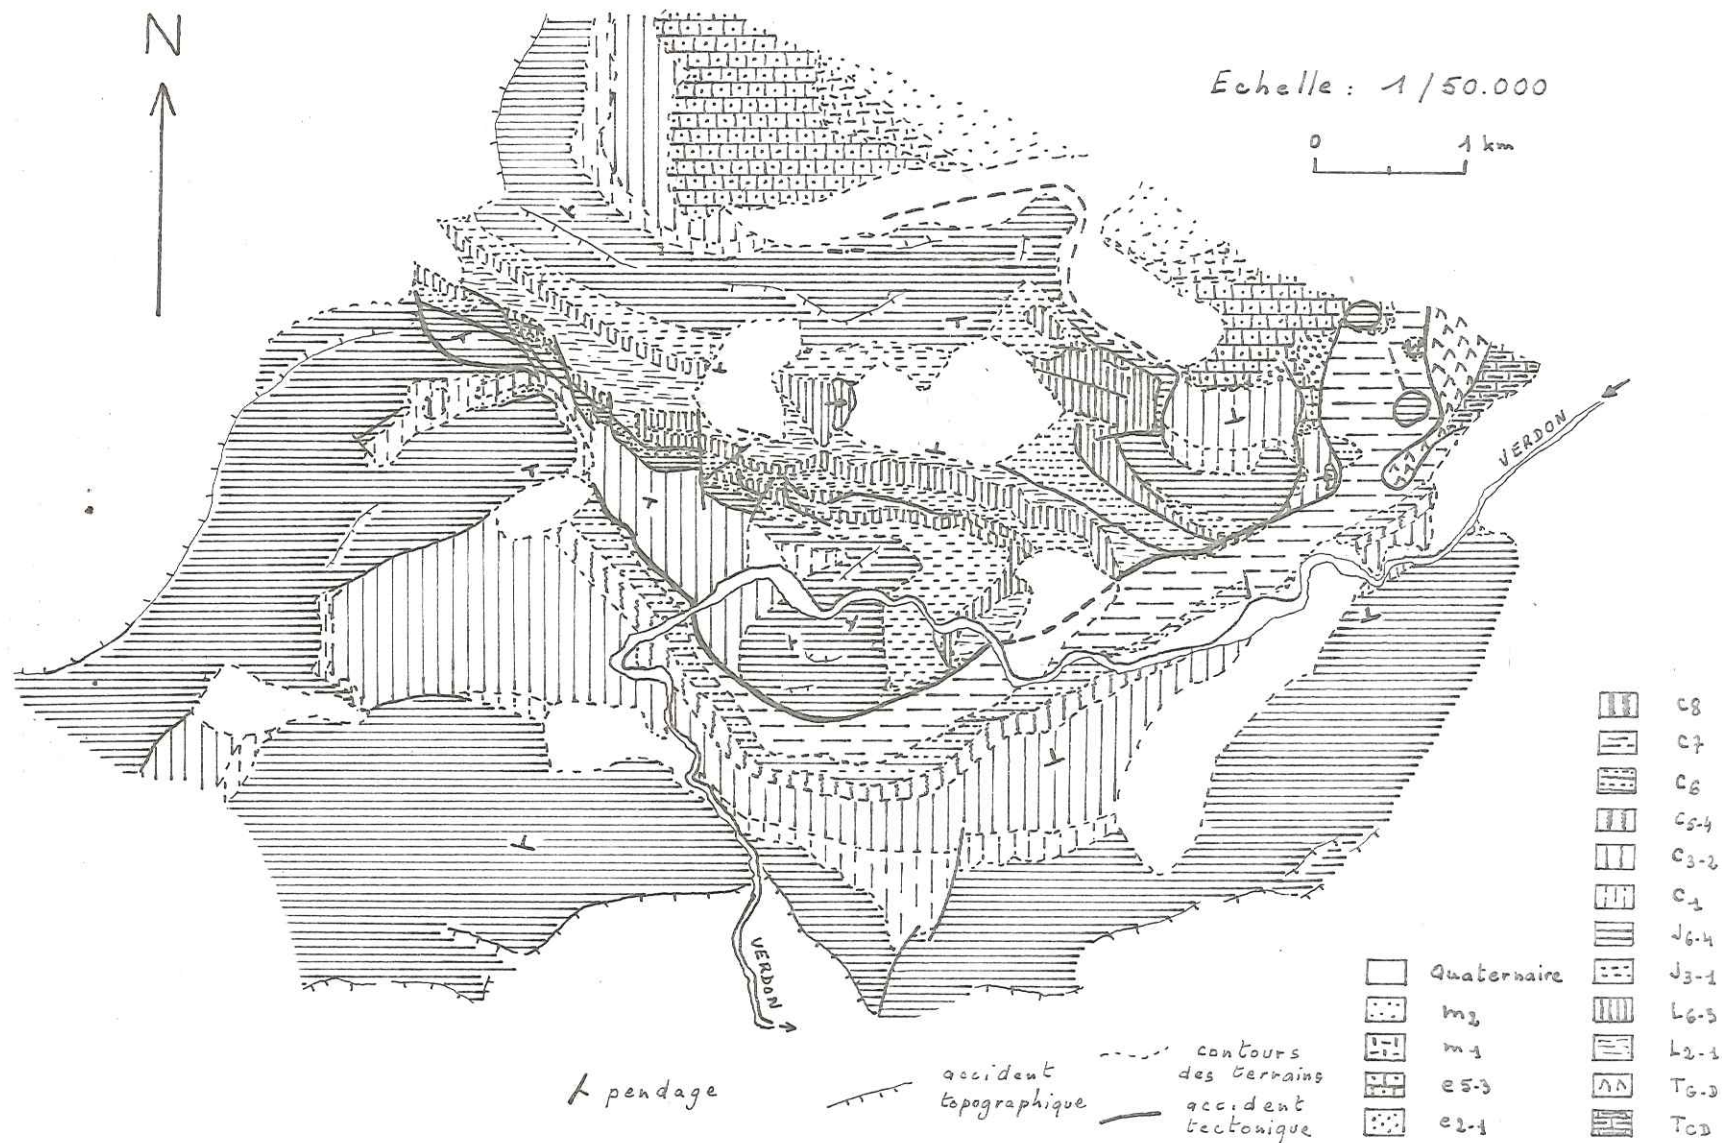 N
Echelle : 1/50.000
0 1 km
VERDON
VERDON
C8
C7
C6
C5-4
C3-2
C1
J6-4
Quaternaire
J3-1
m2
L6-3
m1
L2-1
e5-3
TG-D
e2-1
TCD
pendage
accident
topographique
contours
des terrains
accident
tectonique